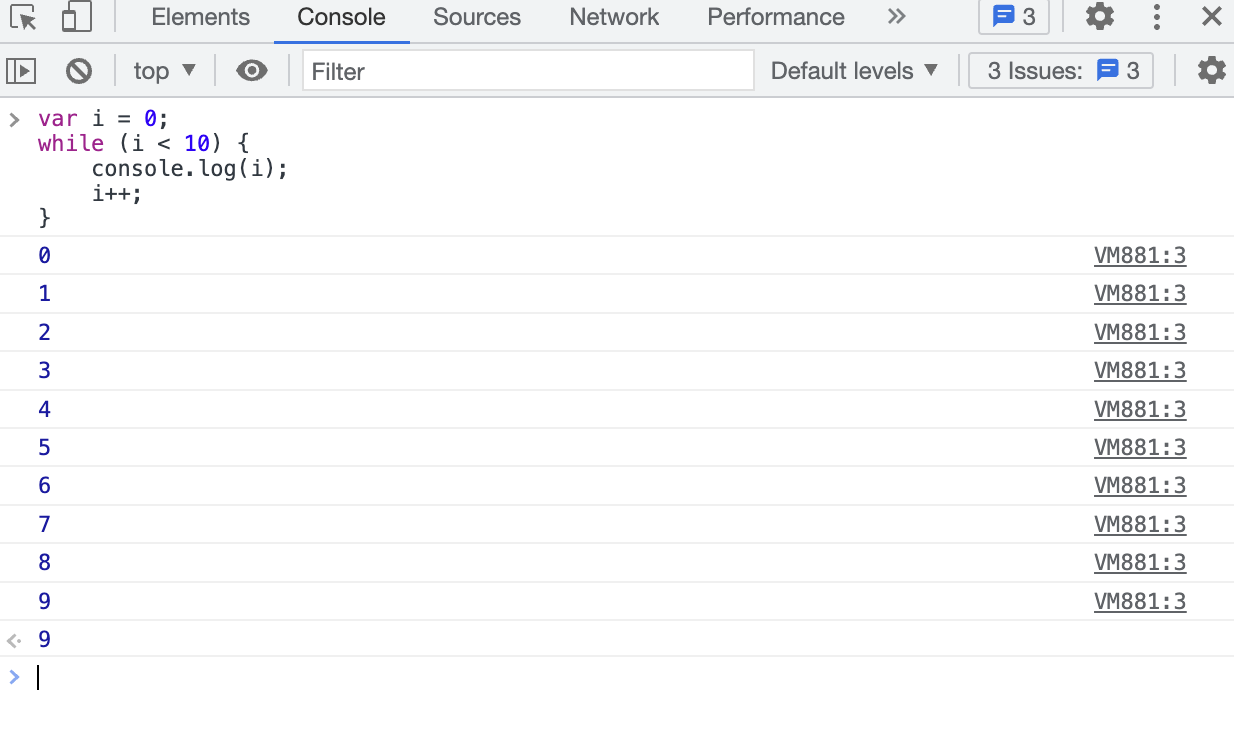 Elements Console Sources Network Performance >> 3
top ▼ Filter Default levels ▼ 3 Issues: 3
> var i = 0;
while (i < 10) {
    console.log(i);
    i++;
}
0 VM881:3
1 VM881:3
2 VM881:3
3 VM881:3
4 VM881:3
5 VM881:3
6 VM881:3
7 VM881:3
8 VM881:3
9 VM881:3
9
>